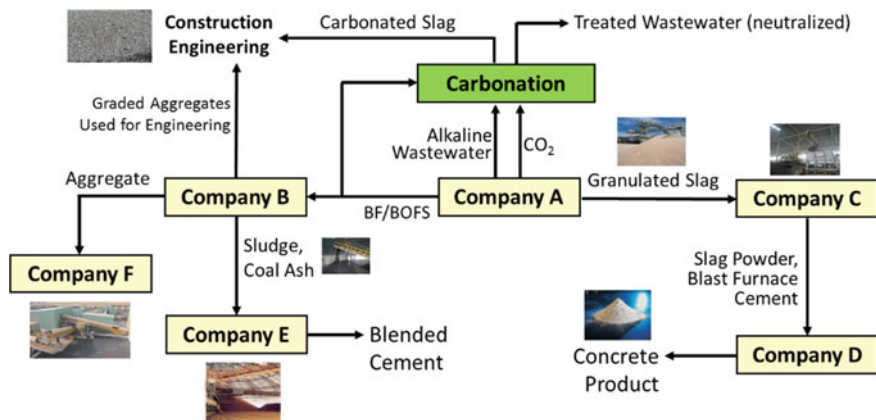 Construction
Engineering
Carbonated Slag
Treated Wastewater (neutralized)
Carbonation
Graded Aggregates
Used for Engineering
Alkaline
Wastewater
CO₂
Aggregate
Company B
BF/BOFS
Company A
Granulated Slag
Company C
Company F
Sludge,
Coal Ash
Slag Powder,
Blast Furnace
Cement
Company E
Blended
Cement
Concrete
Product
Company D